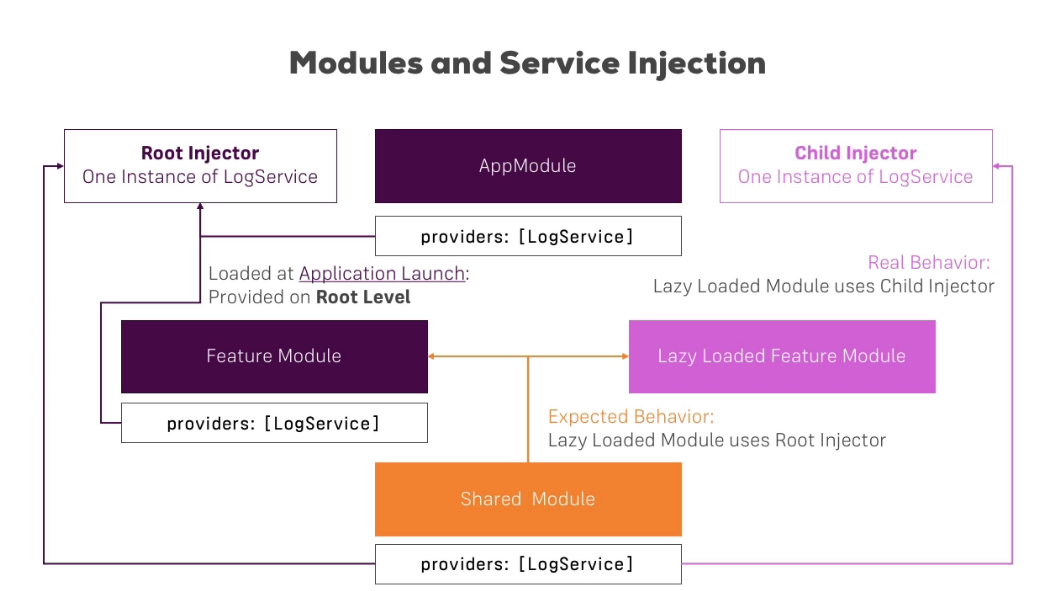 Modules and Service Injection
Root Injector
One Instance of LogService
AppModule
Child Injector
One Instance of LogService
providers: [LogService]
Loaded at Application Launch:
Provided on Root Level
Real Behavior:
Lazy Loaded Module uses Child Injector
Feature Module
Lazy Loaded Feature Module
providers: [LogService]
Expected Behavior:
Lazy Loaded Module uses Root Injector
Shared Module
providers: [LogService]